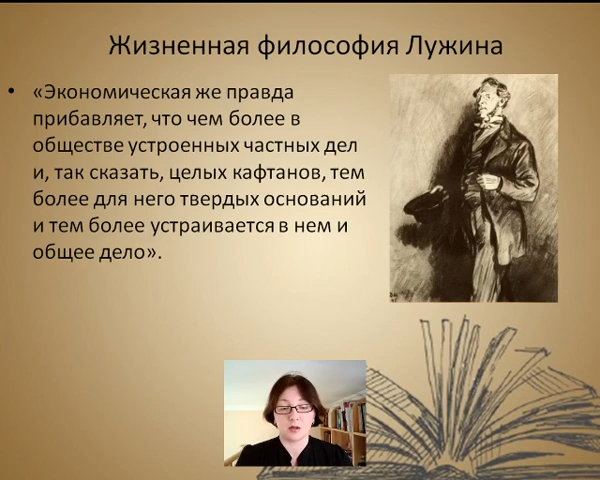 Жизненная философия Лужина
• «Экономическая же правда
прибавляет, что чем более в
обществе устроенных частных дел
и, так сказать, целых кафтанов, тем
более для него твердых оснований
и тем более устраивается в нем и
общее дело».